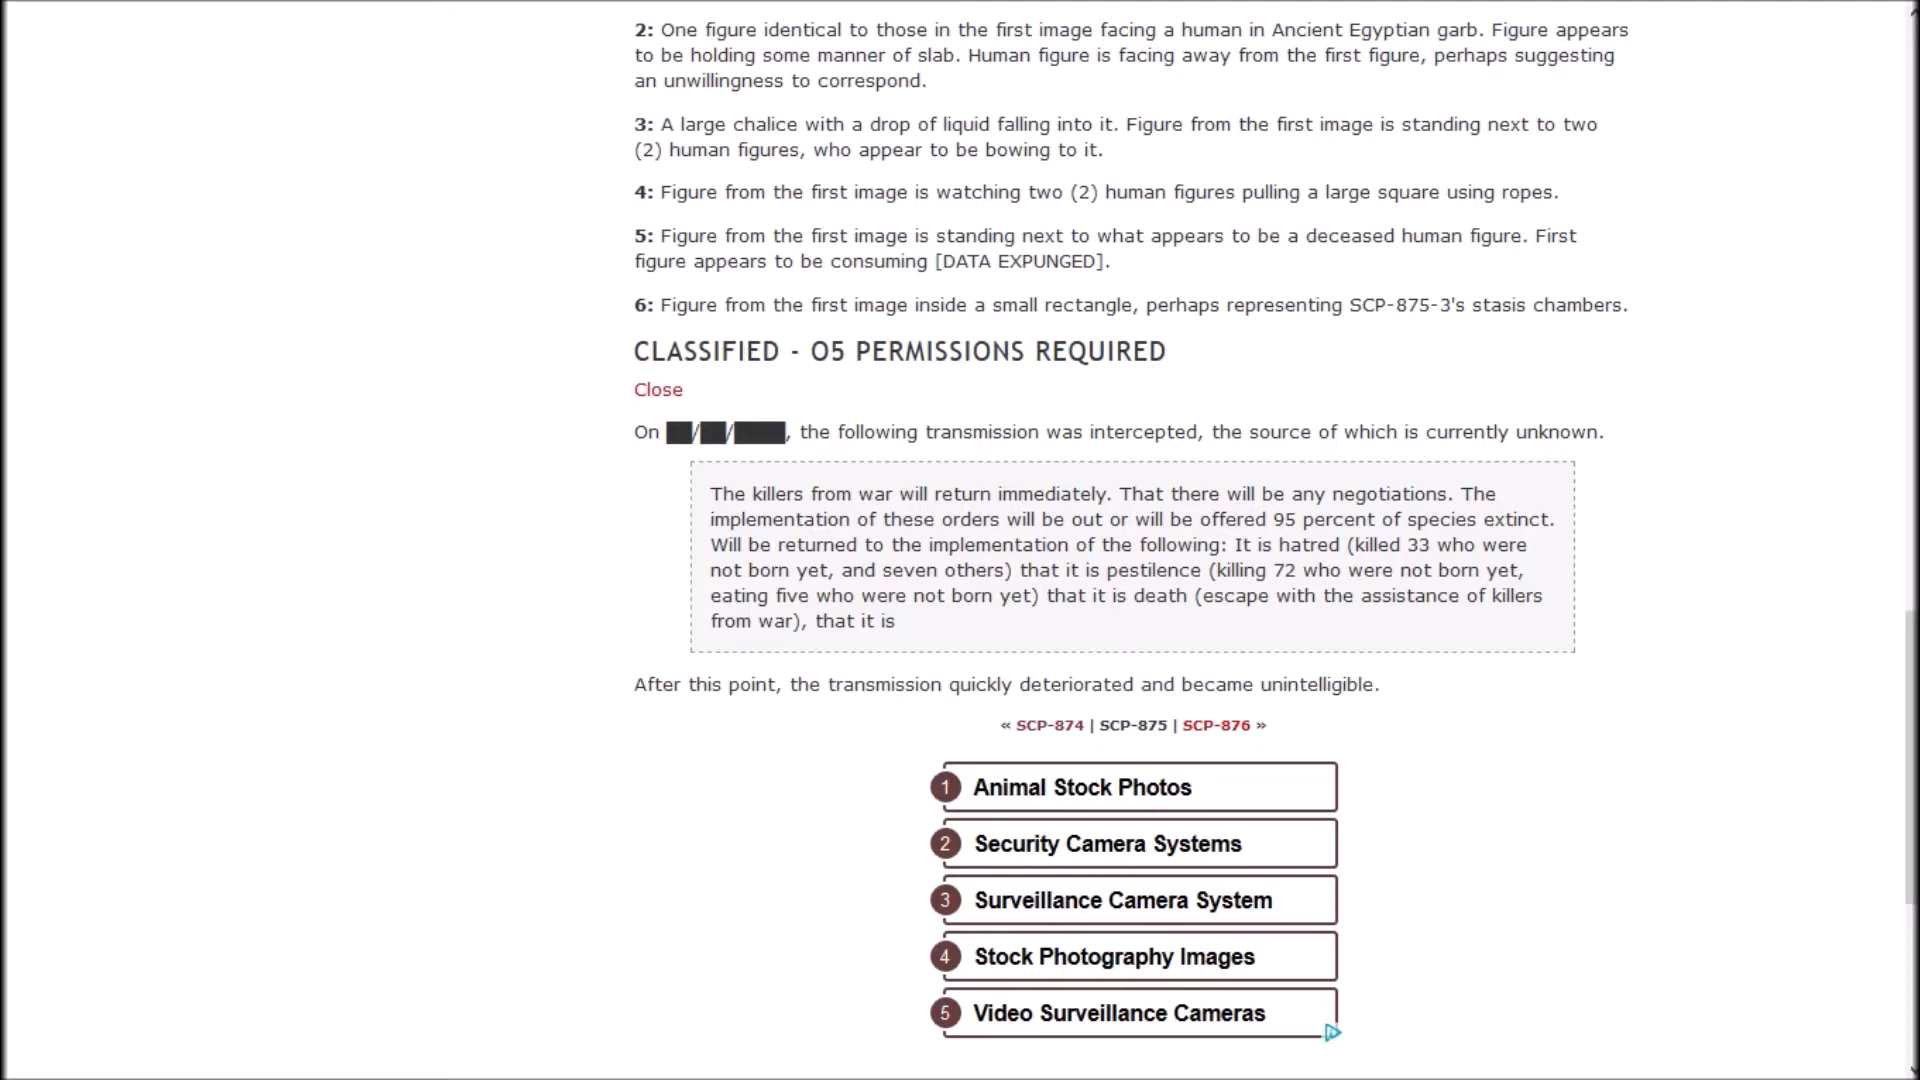 2: One figure identical to those in the first image facing a human in Ancient Egyptian garb. Figure appears
to be holding some manner of slab. Human figure is facing away from the first figure, perhaps suggesting
an unwillingness to correspond.
3: A large chalice with a drop of liquid falling into it. Figure from the first image is standing next to two
(2) human figures, who appear to be bowing to it.
4: Figure from the first image is watching two (2) human figures pulling a large square using ropes.
5: Figure from the first image is standing next to what appears to be a deceased human figure. First
figure appears to be consuming [DATA EXPUNGED].
6: Figure from the first image inside a small rectangle, perhaps representing SCP-875-3's stasis chambers.
CLASSIFIED - O5 PERMISSIONS REQUIRED
Close
On ██/██/████, the following transmission was intercepted, the source of which is currently unknown.
The killers from war will return immediately. That there will be any negotiations. The
implementation of these orders will be out or will be offered 95 percent of species extinct.
Will be returned to the implementation of the following: It is hatred (killed 33 who were
not born yet, and seven others) that it is pestilence (killing 72 who were not born yet,
eating five who were not born yet) that it is death (escape with the assistance of killers
from war), that it is
After this point, the transmission quickly deteriorated and became unintelligible.
« SCP-874 | SCP-875 | SCP-876 »
1 Animal Stock Photos
2 Security Camera Systems
3 Surveillance Camera System
4 Stock Photography Images
5 Video Surveillance Cameras